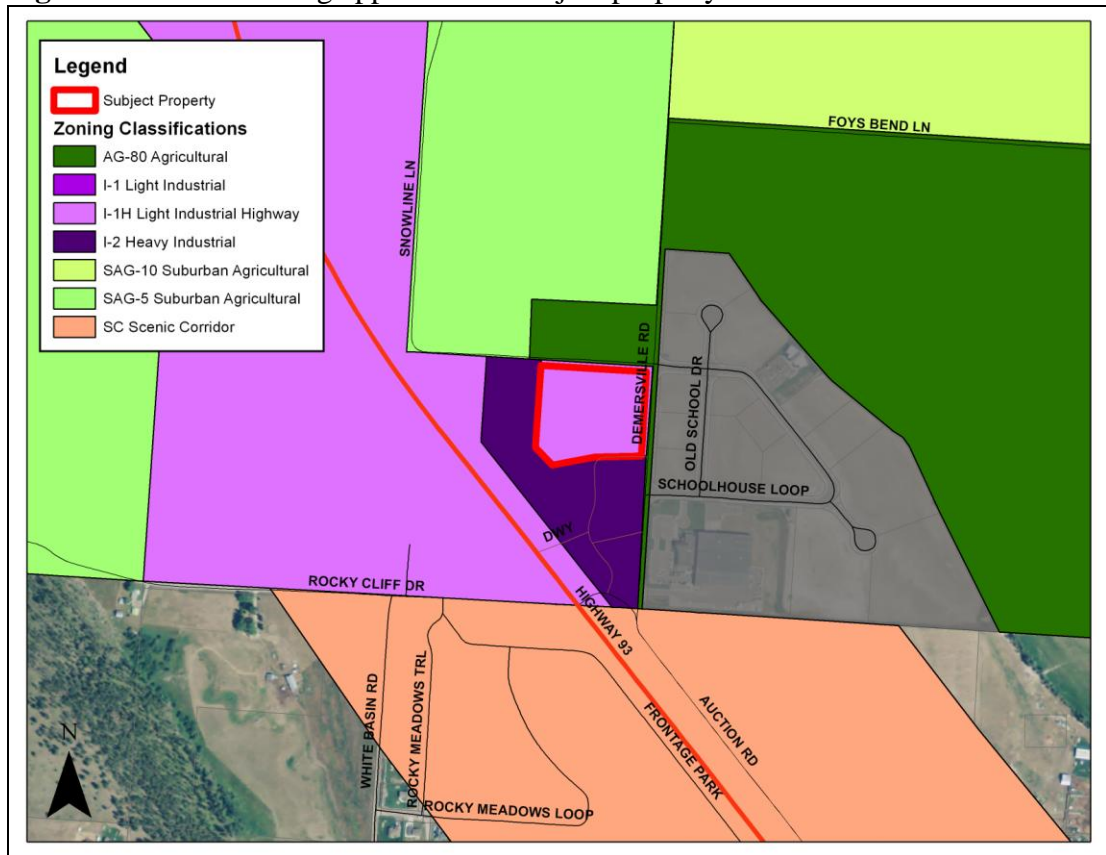 Legend
Subject Property
Zoning Classifications
AG-80 Agricultural
I-1 Light Industrial
I-1H Light Industrial Highway
I-2 Heavy Industrial
SAG-10 Suburban Agricultural
SAG-5 Suburban Agricultural
SC Scenic Corridor
FOYS BEND LN
SNOWLINE LN
DEMERSVILLE RD
OLD SCHOOL DR
SCHOOLHOUSE LOOP
DWY
HIGHWAY 93
ROCKY CLIFF DR
WHITE BASIN RD
ROCKY MEADOWS TRL
ROCKY MEADOWS LOOP
FRONTAGE PARK
AUCTION RD
N